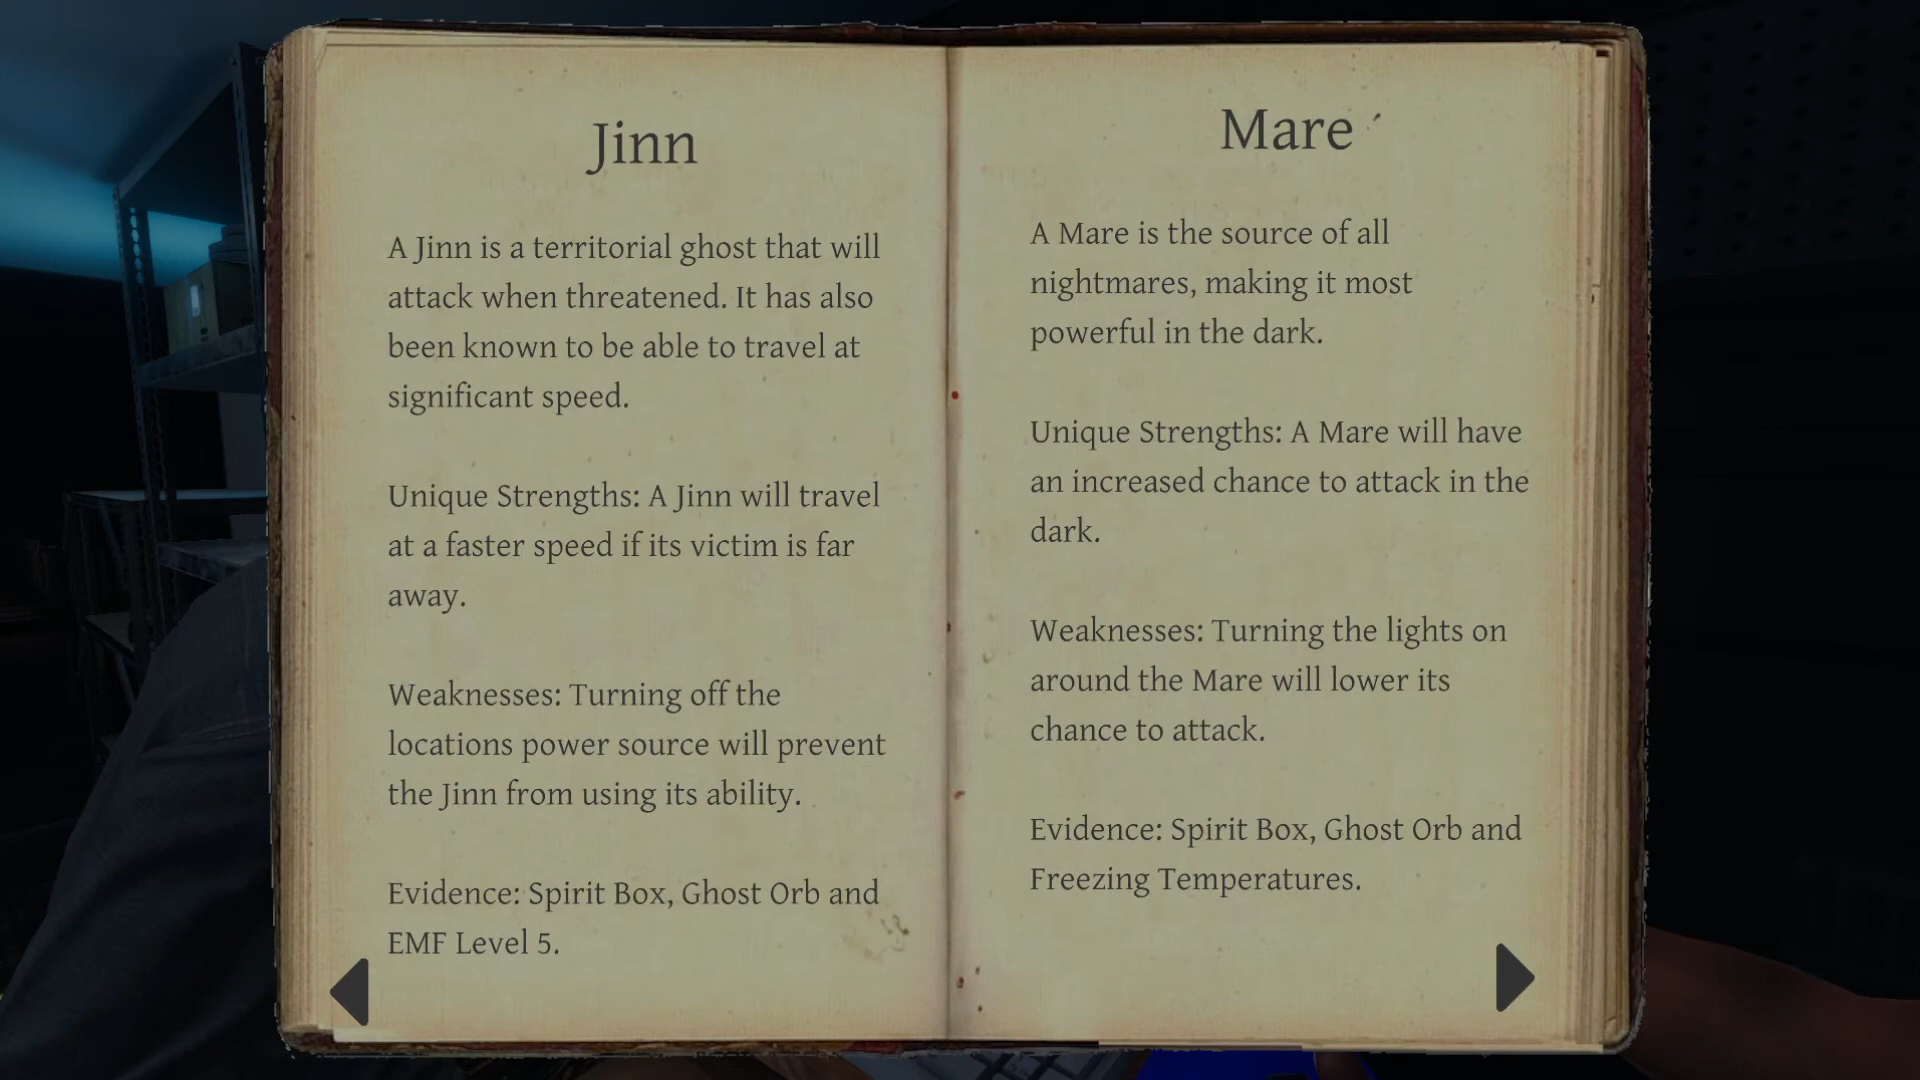 Jinn
A Jinn is a territorial ghost that will
attack when threatened. It has also
been known to be able to travel at
significant speed.
Unique Strengths: A Jinn will travel
at a faster speed if its victim is far
away.
Weaknesses: Turning off the
locations power source will prevent
the Jinn from using its ability.
Evidence: Spirit Box, Ghost Orb and
EMF Level 5.
Mare
A Mare is the source of all
nightmares, making it most
powerful in the dark.
Unique Strengths: A Mare will have
an increased chance to attack in the
dark.
Weaknesses: Turning the lights on
around the Mare will lower its
chance to attack.
Evidence: Spirit Box, Ghost Orb and
Freezing Temperatures.